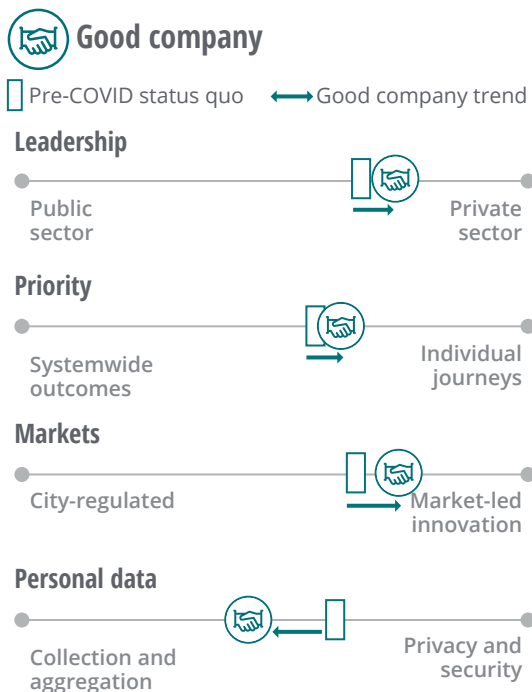 Good company
Pre-COVID status quo
Good company trend
Leadership
Public
sector
Private
sector
Priority
Systemwide
outcomes
Individual
journeys
Markets
City-regulated
Market-led
innovation
Personal data
Collection and
aggregation
Privacy and
security